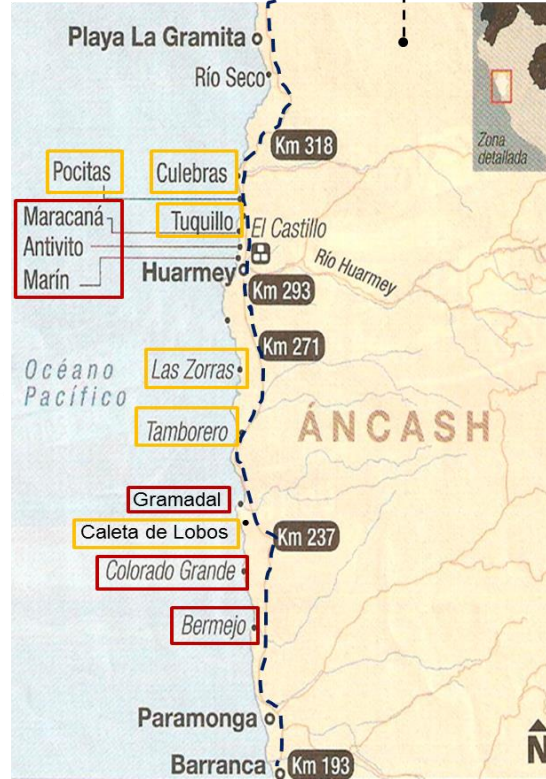 Playa La Gramita
Río Seco
Zona
detallada
Km 318
Pocitas
Culebras
Maracaná
Tuquillo
El Castillo
Antivito
Marín
Huarmey
Río Huarmey
Km 293
Km 271
Océano
Pacífico
Las Zorras
ÁNCASH
Tamborero
Gramadal
Caleta de Lobos
Km 237
Colorado Grande
Bermejo
Paramonga
Barranca
Km 193
N